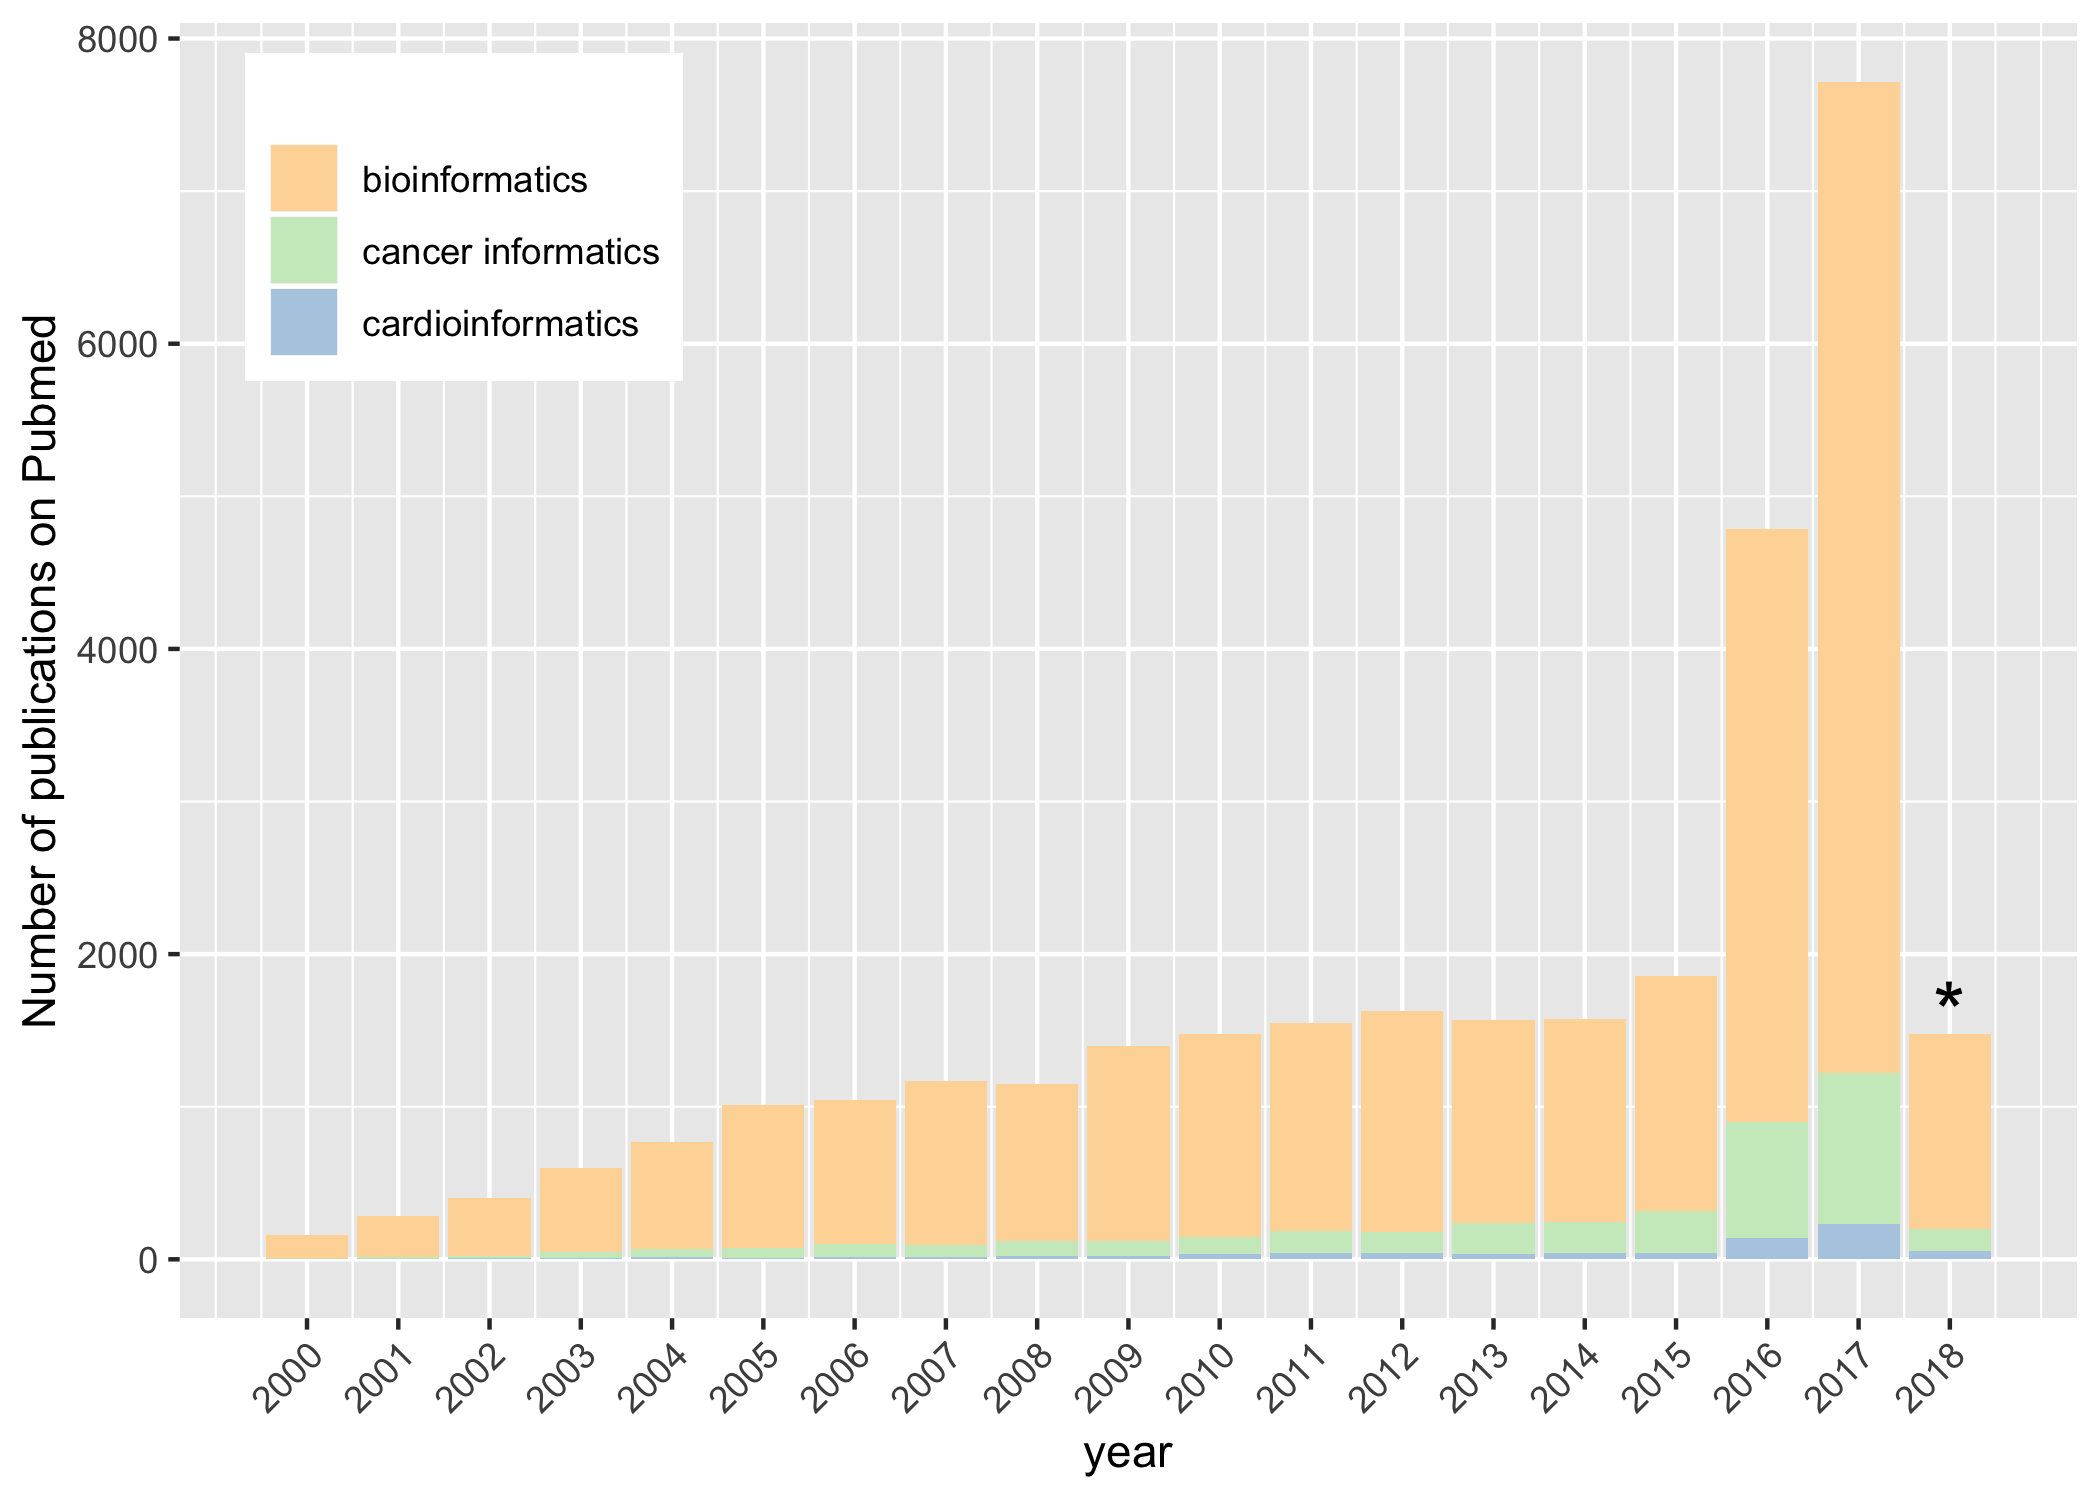 Number of publications on Pubmed
8000
6000
4000
2000
0
bioinformatics
cancer informatics
cardioinformatics
*
2000 2001 2002 2003 2004 2005 2006 2007 2008 2009 2010 2011 2012 2013 2014 2015 2016 2017 2018
year